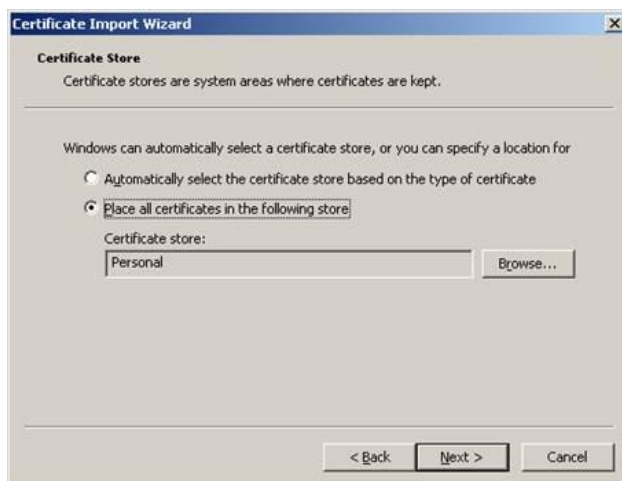 Certificate Import Wizard
Certificate Store
Certificate stores are system areas where certificates are kept.
Windows can automatically select a certificate store, or you can specify a location for
Automatically select the certificate store based on the type of certificate
Place all certificates in the following store
Certificate store:
Personal
Browse...
< Back Next > Cancel